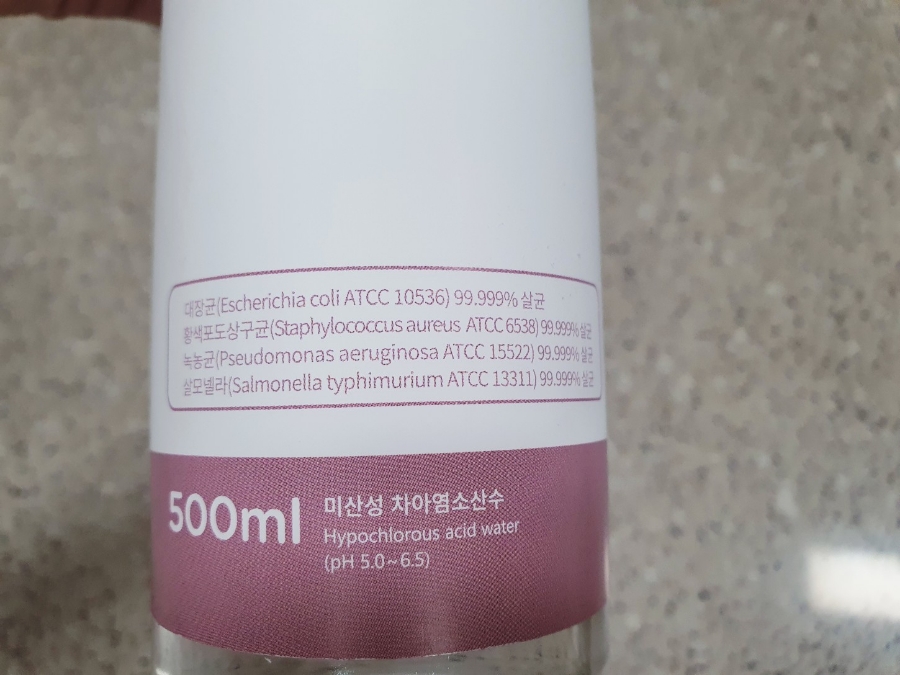 대장균(Escherichia coli ATCC 10536) 99.999% 살균
황색포도상구균(Staphylococcus aureus ATCC 6538) 99.999% 살균
녹농균(Pseudomonas aeruginosa ATCC 15522) 99.999% 살균
살모넬라(Salmonella typhimurium ATCC 13311) 99.999% 살균
500ml
미산성 차아염소산수
Hypochlorous acid water
(pH 5.0~6.5)